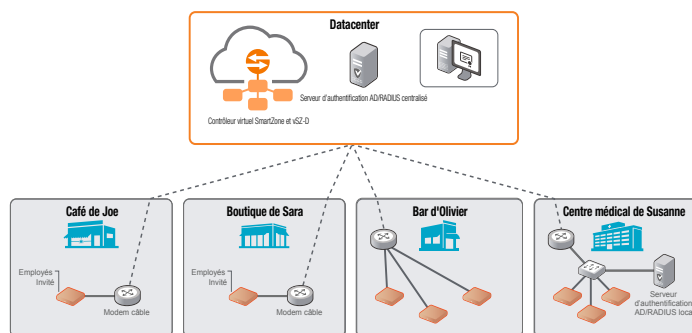 Datacenter
Serveur d'authentification AD/RADIUS centralisé
Contrôleur virtuel SmartZone et vSZ-D
Café de Joe
Employés
Invité
Modem câble
Boutique de Sara
Employés
Invité
Modem câble
Bar d'Olivier
Centre médical de Susanne
Serveur
d'authentification
AD/RADIUS local